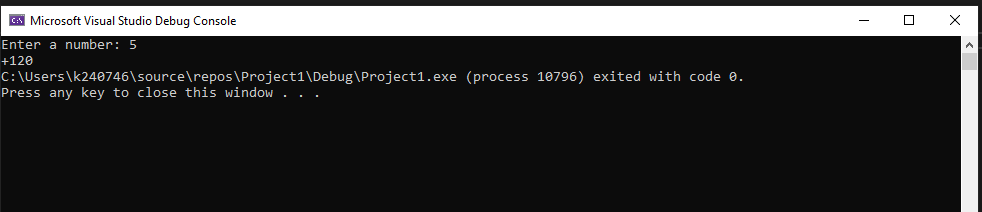 Microsoft Visual Studio Debug Console
Enter a number: 5
+120
C:\Users\k240746\source\repos\Project1\Debug\Project1.exe (process 10796) exited with code 0.
Press any key to close this window . . .